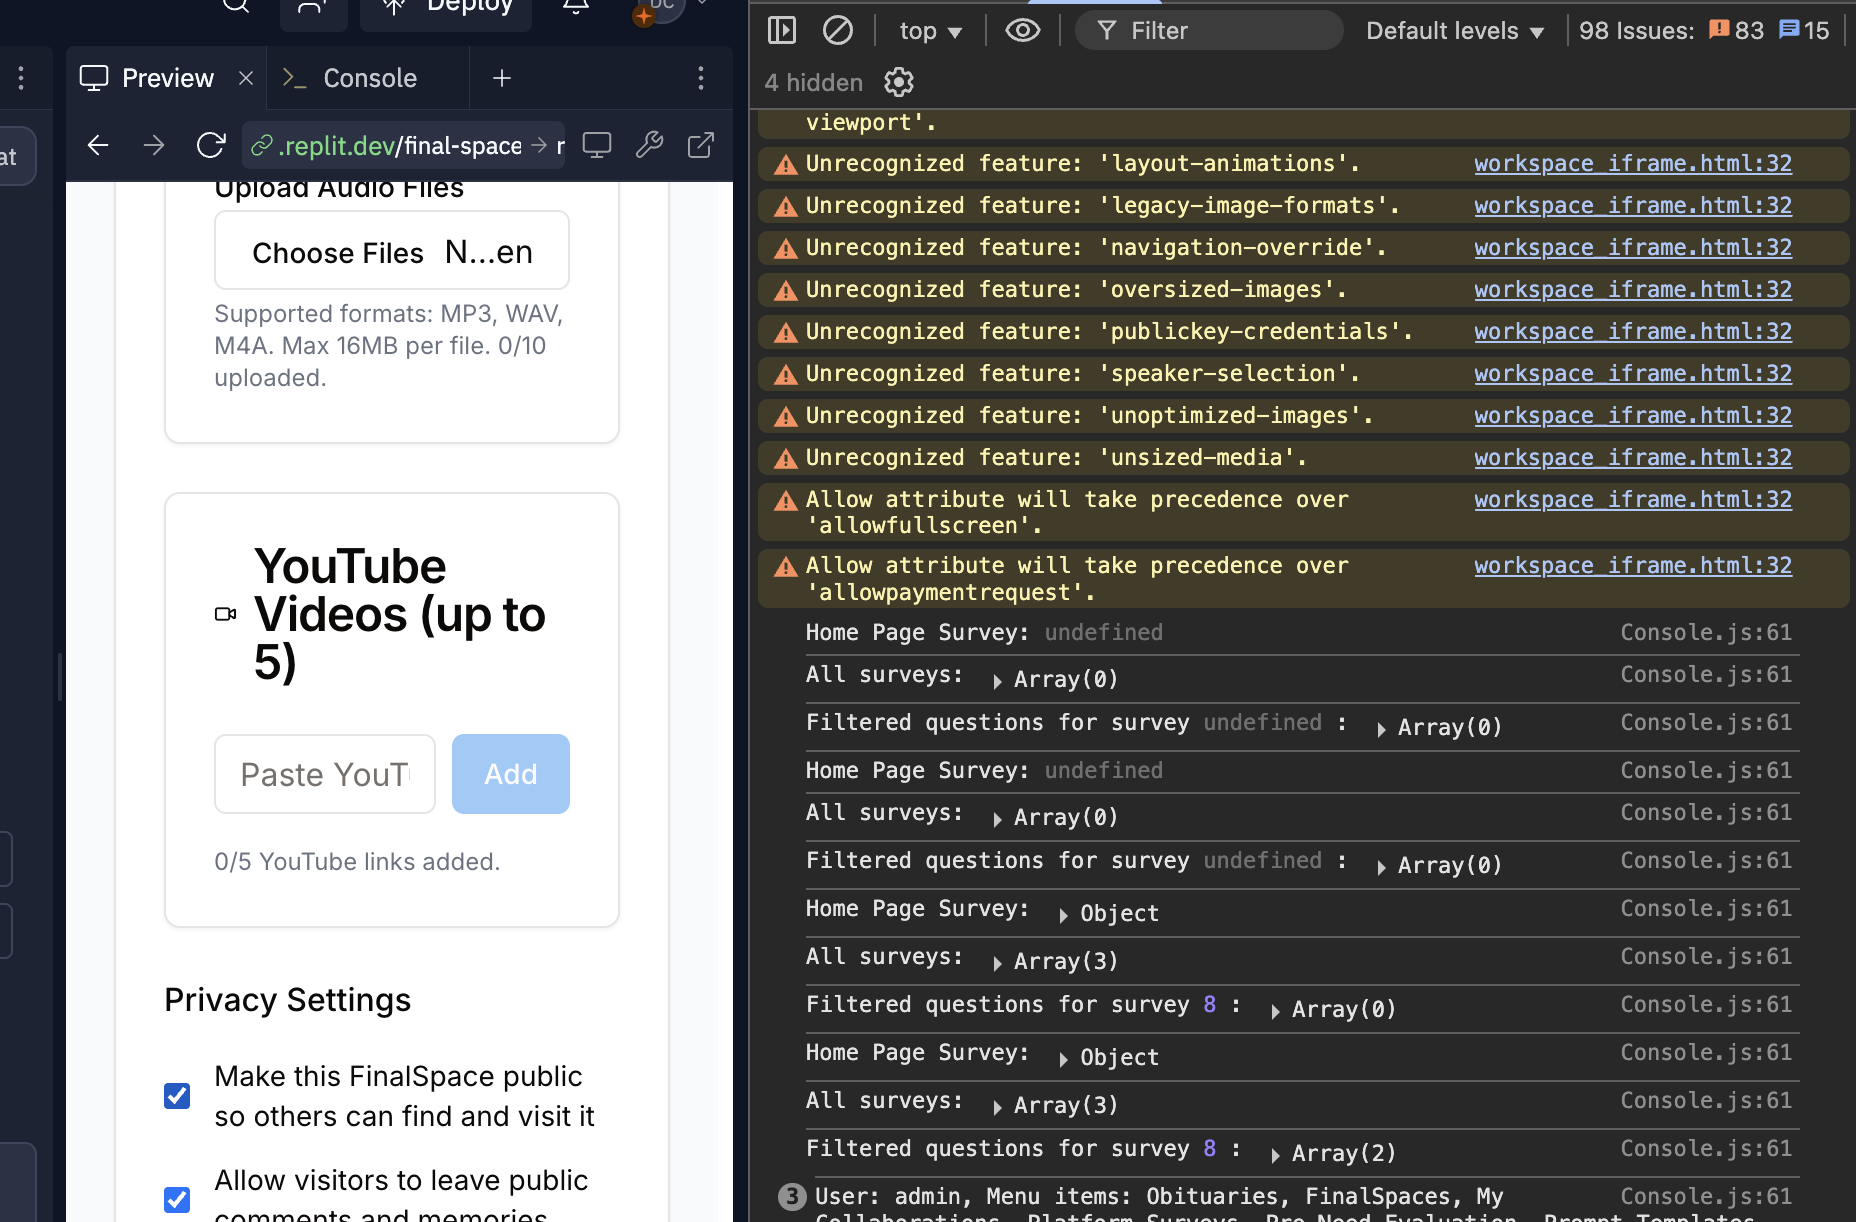 Deploy
DC
Preview
Console
at
.replit.dev/final-space → r
Upload Audio Files
Choose Files N...en
Supported formats: MP3, WAV,
M4A. Max 16MB per file. 0/10
uploaded.
YouTube
Videos (up to
5)
Paste YouT
Add
0/5 YouTube links added.
Privacy Settings
Make this FinalSpace public
so others can find and visit it
Allow visitors to leave public
comments and memories
top
Filter
Default levels
98 Issues: 83 15
4 hidden
viewport'.
Unrecognized feature: 'layout-animations'. workspace_iframe.html:32
Unrecognized feature: 'legacy-image-formats'. workspace_iframe.html:32
Unrecognized feature: 'navigation-override'. workspace_iframe.html:32
Unrecognized feature: 'oversized-images'. workspace_iframe.html:32
Unrecognized feature: 'publickey-credentials'. workspace_iframe.html:32
Unrecognized feature: 'speaker-selection'. workspace_iframe.html:32
Unrecognized feature: 'unoptimized-images'. workspace_iframe.html:32
Unrecognized feature: 'unsized-media'. workspace_iframe.html:32
Allow attribute will take precedence over workspace_iframe.html:32
'allowfullscreen'.
Allow attribute will take precedence over workspace_iframe.html:32
'allowpaymentrequest'.
Home Page Survey: undefined Console.js:61
All surveys: Array(0) Console.js:61
Filtered questions for survey undefined : Array(0) Console.js:61
Home Page Survey: undefined Console.js:61
All surveys: Array(0) Console.js:61
Filtered questions for survey undefined : Array(0) Console.js:61
Home Page Survey: Object Console.js:61
All surveys: Array(3) Console.js:61
Filtered questions for survey 8 : Array(0) Console.js:61
Home Page Survey: Object Console.js:61
All surveys: Array(3) Console.js:61
Filtered questions for survey 8 : Array(2) Console.js:61
3 User: admin, Menu items: Obituaries, FinalSpaces, My Console.js:61
Collaborations, Platform Surveys, Pre Need Evaluation, Prompt Templates